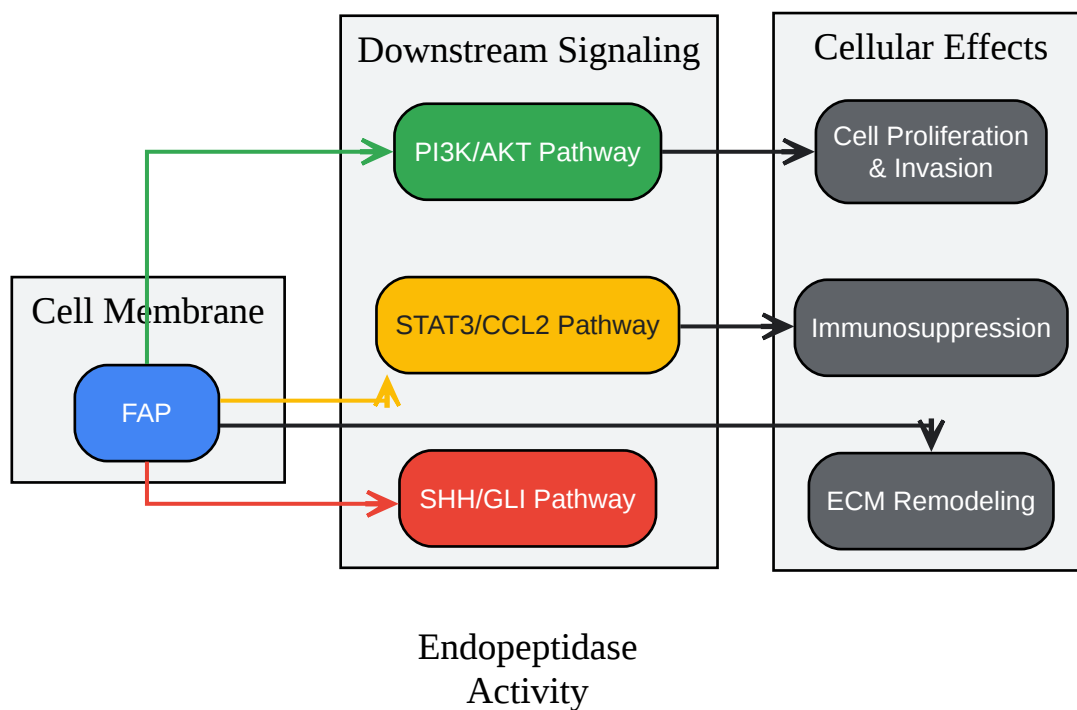 Downstream Signaling
Cellular Effects
PI3K/AKT Pathway
Cell Proliferation
& Invasion
Cell Membrane
STAT3/CCL2 Pathway
Immunosuppression
FAP
SHH/GLI Pathway
ECM Remodeling
Endopeptidase
Activity